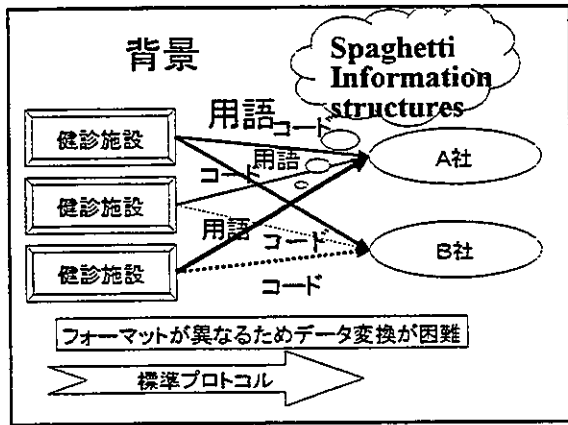 背景
Spaghetti
Information
structures
健診施設
用語
コード
A社
用語
コード
健診施設
用語
コード
B社
健診施設
コード
フォーマットが異なるためデータ変換が困難
標準プロトコル